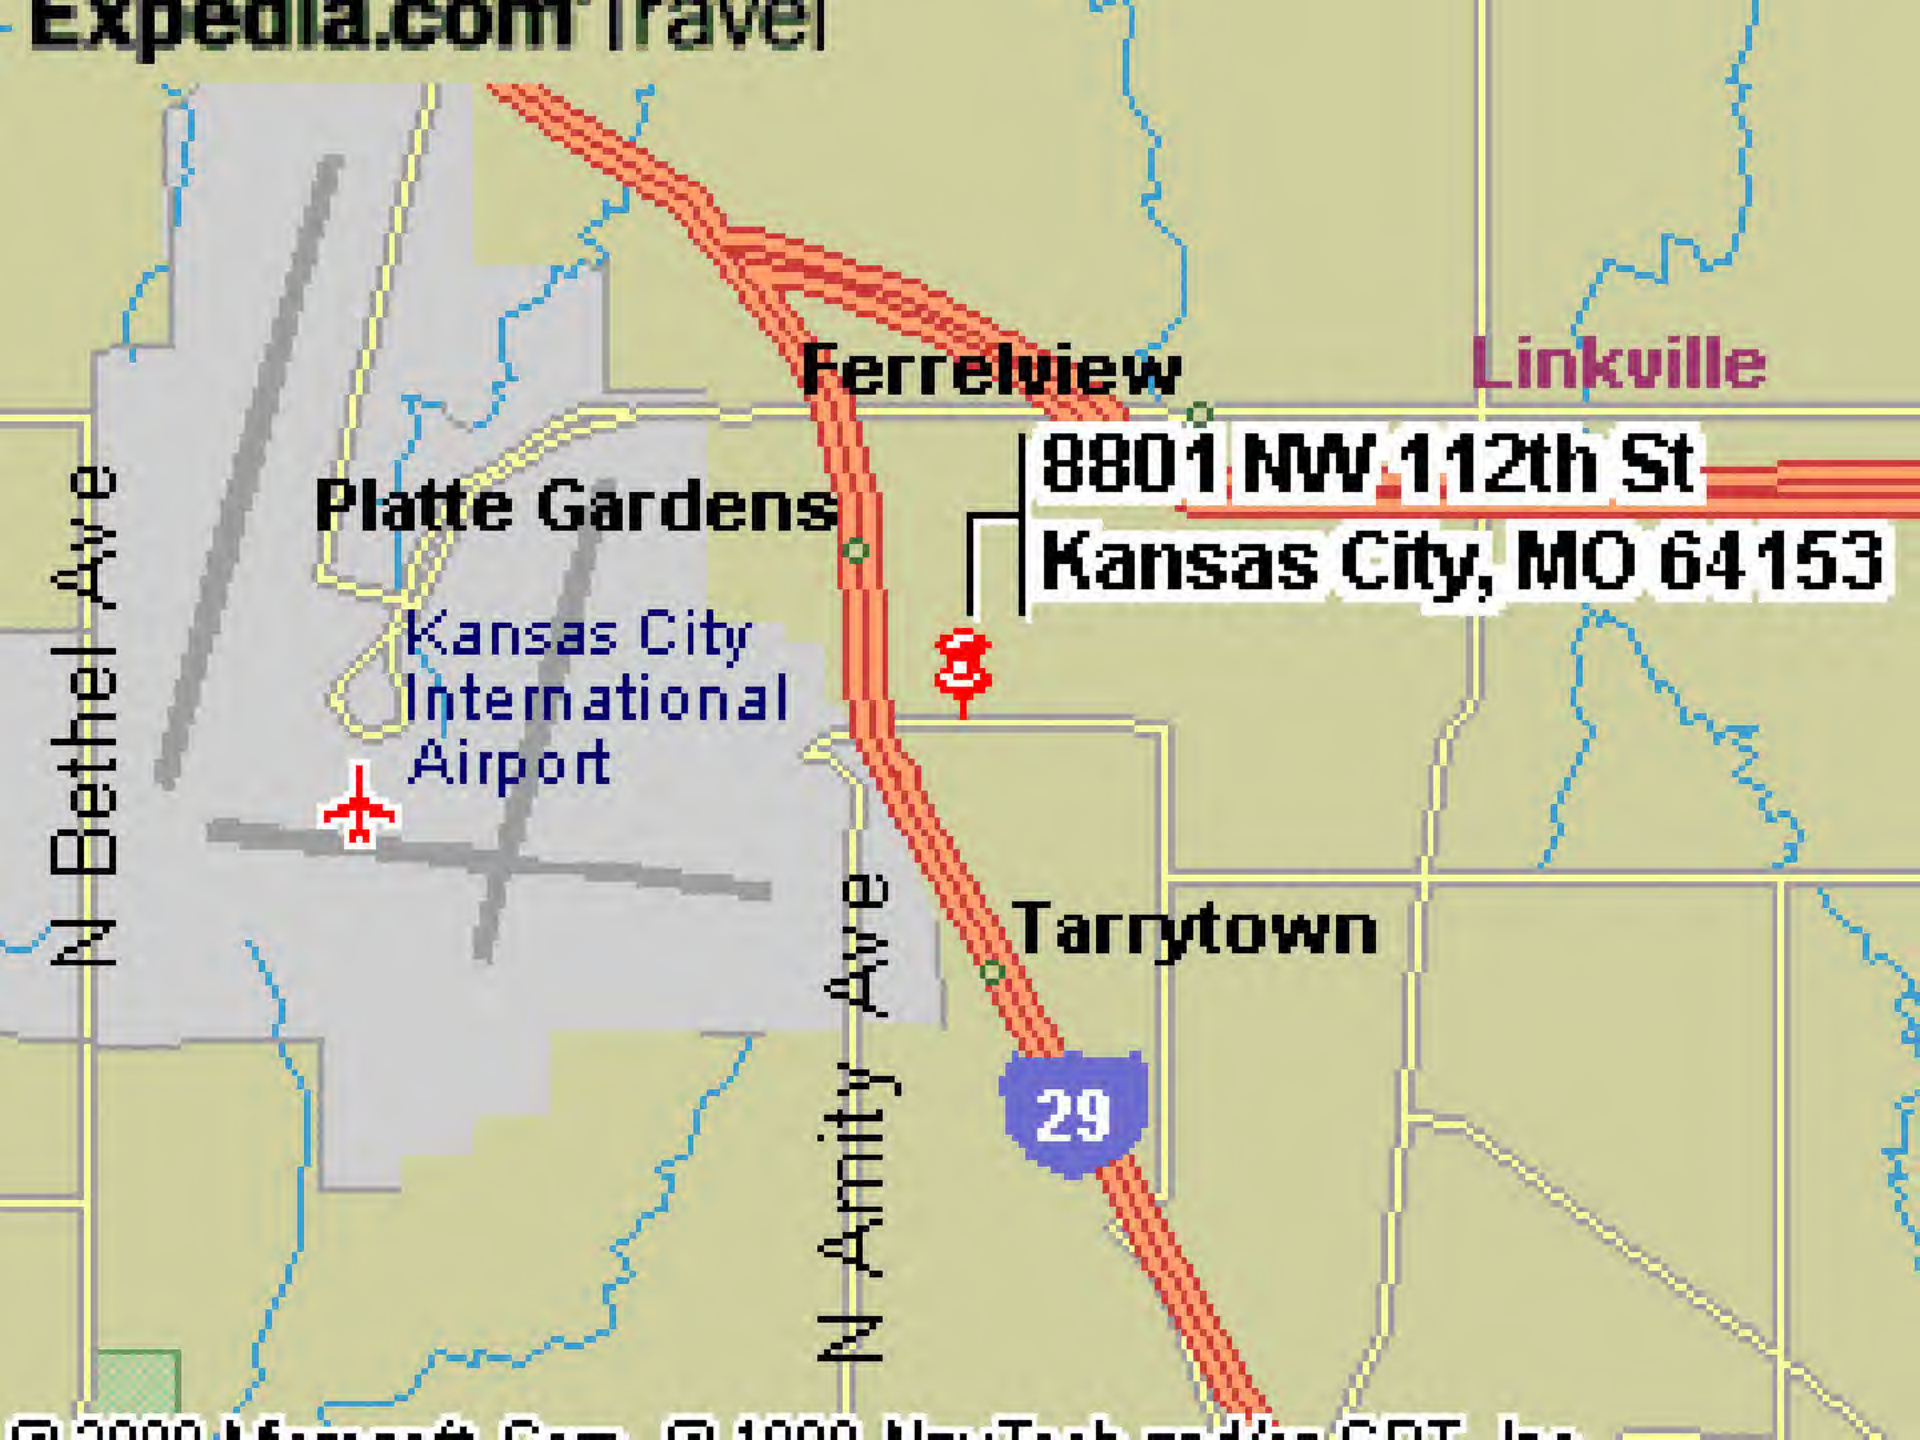 Expedia.com Travel
Ferrelview
Linkville
8801 NW 112th St
Kansas City, MO 64153
Platte Gardens
Kansas City
International
Airport
N Bethel Ave
Tarrytown
N Amity Ave
29